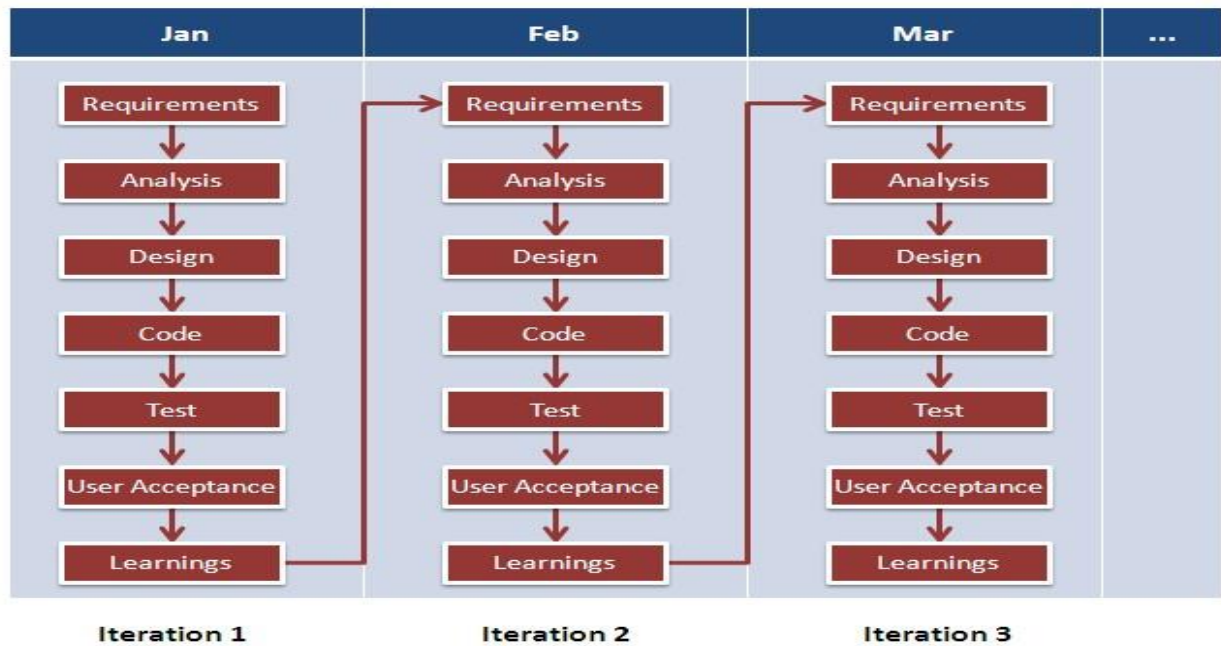 Jan Feb Mar ...
Requirements Requirements Requirements
Analysis Analysis Analysis
Design Design Design
Code Code Code
Test Test Test
User Acceptance User Acceptance User Acceptance
Learnings Learnings Learnings
Iteration 1 Iteration 2 Iteration 3